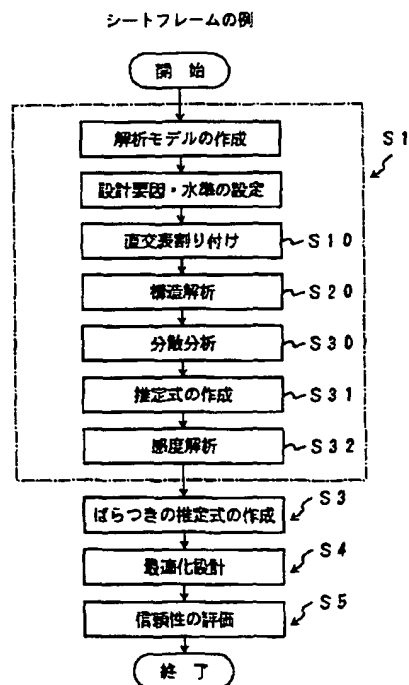 シートフレームの例
開 始
解析モデルの作成
S1
設計要因・水準の設定
直交表割り付け
S10
構造解析
S20
分散分析
S30
推定式の作成
S31
感度解析
S32
ばらつきの推定式の作成
S3
最適化設計
S4
信頼性の評価
S5
終 了